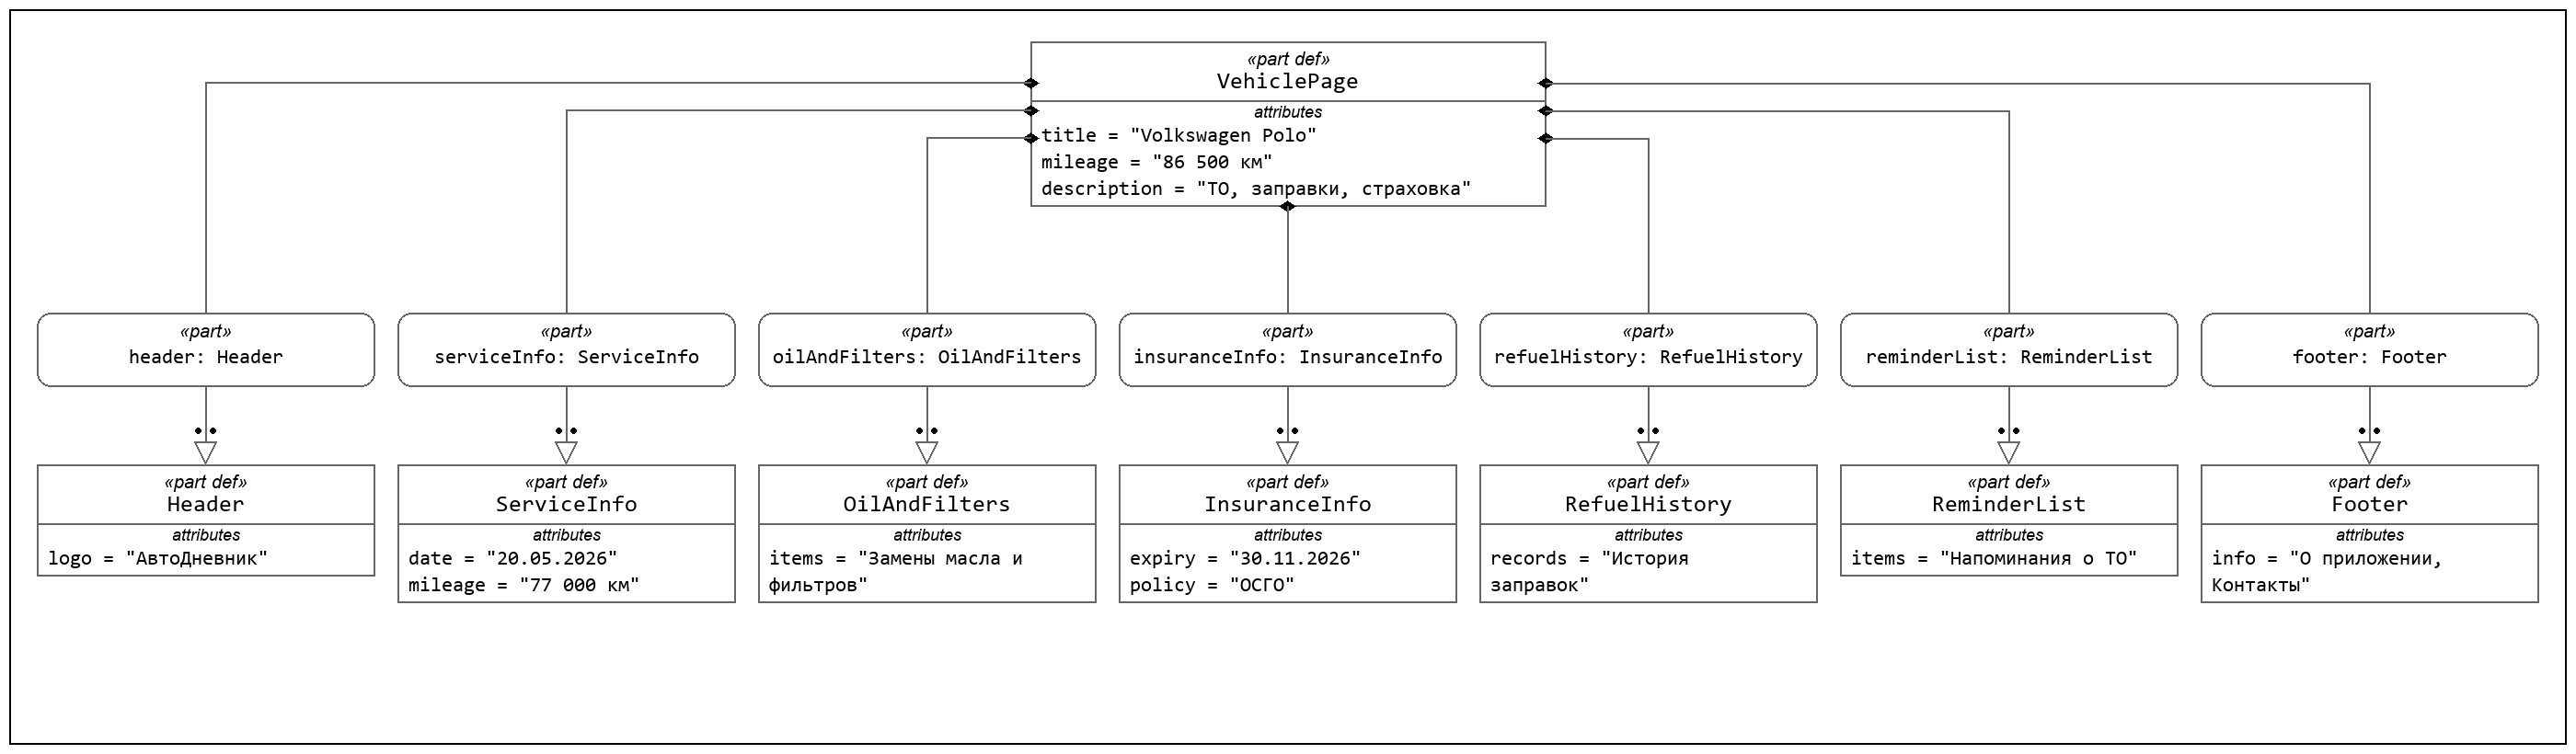 «part def»
VehiclePage
attributes
title = "Volkswagen Polo"
mileage = "86 500 км"
description = "ТО, заправки, страховка"
«part»
header: Header
«part»
serviceInfo: ServiceInfo
«part»
oilAndFilters: OilAndFilters
«part»
insuranceInfo: InsuranceInfo
«part»
refuelHistory: RefuelHistory
«part»
reminderList: ReminderList
«part»
footer: Footer
«part def»
Header
attributes
logo = "АвтоДневник"
«part def»
ServiceInfo
attributes
date = "20.05.2026"
mileage = "77 000 км"
«part def»
OilAndFilters
attributes
items = "Замены масла и
фильтров"
«part def»
InsuranceInfo
attributes
expiry = "30.11.2026"
policy = "ОСГО"
«part def»
RefuelHistory
attributes
records = "История
заправок"
«part def»
ReminderList
attributes
items = "Напоминания о ТО"
«part def»
Footer
attributes
info = "О приложении,
Контакты"